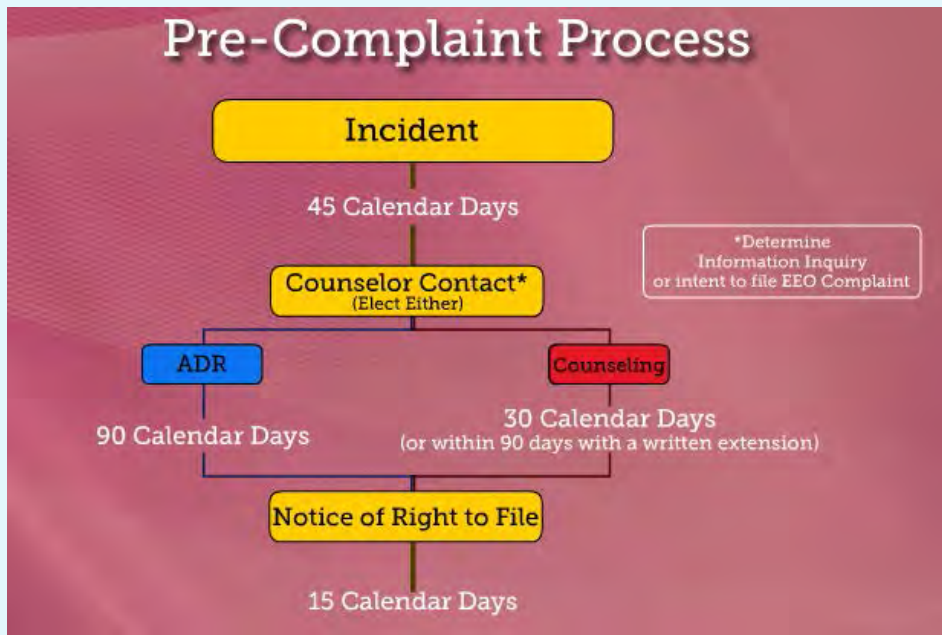 Pre-Complaint Process
Incident
45 Calendar Days
*Determine
Information Inquiry
or intent to file EEO Complaint
Counselor Contact*
(Elect Either)
ADR
Counseling
90 Calendar Days
30 Calendar Days
(or within 90 days with a written extension)
Notice of Right to File
15 Calendar Days